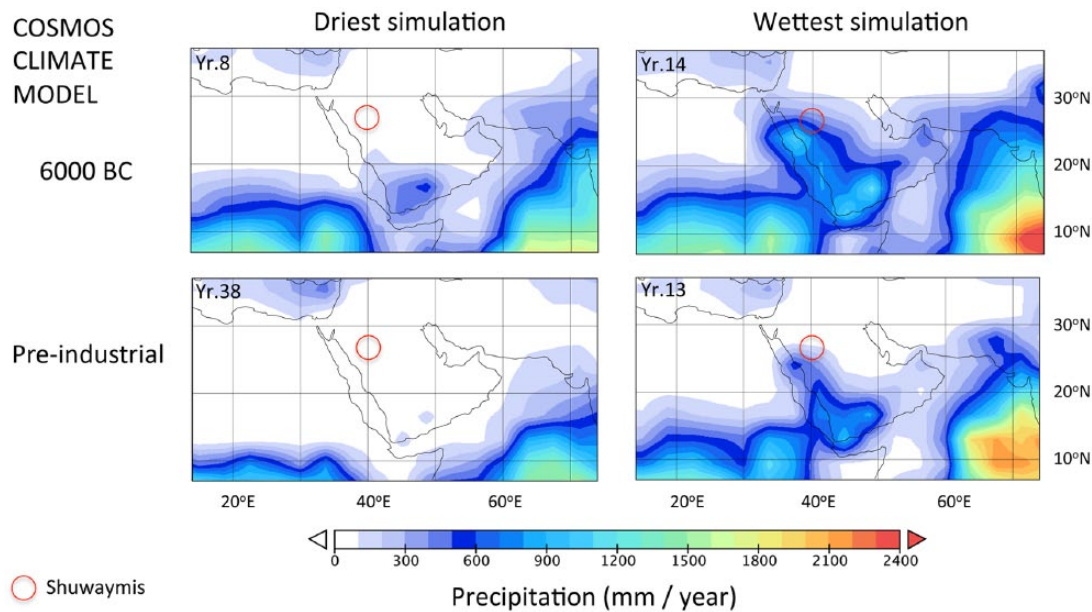 COSMOS
CLIMATE
MODEL
Driest simulation
Wettest simulation
6000 BC
Yr.8
Yr.14
30°N
20°N
10°N
Pre-industrial
Yr.38
Yr.13
30°N
20°N
10°N
20°E 40°E 60°E
20°E 40°E 60°E
0 300 600 900 1200 1500 1800 2100 2400
Precipitation (mm / year)
Shuwaymis